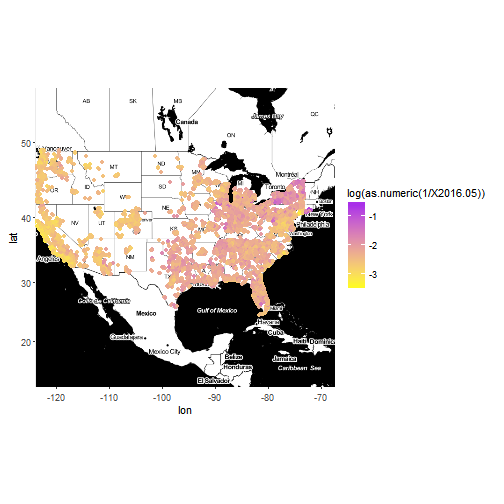 AB
SK
MB
Canada
James Bay
QC
ON
50
Vancouver
Montréal
ND
MT
MN
Toronto
NH
OR
ID
SD
WY
New York
NE
40
Philadelphia
NV
UT
Washington
KS
Angeles
NM
TX
30
Gulf of Mexico
Miami
Golfo de California
Mexico
Havana
Cuba
Guadalajara
20
Mexico City
Haiti
Dominica
Belize
Jamaica
Honduras
Caribbean Sea
El Salvador
-120
-110
-100
-90
-80
-70
lon
lat
log(as.numeric(1/X2016.05))
-1
-2
-3